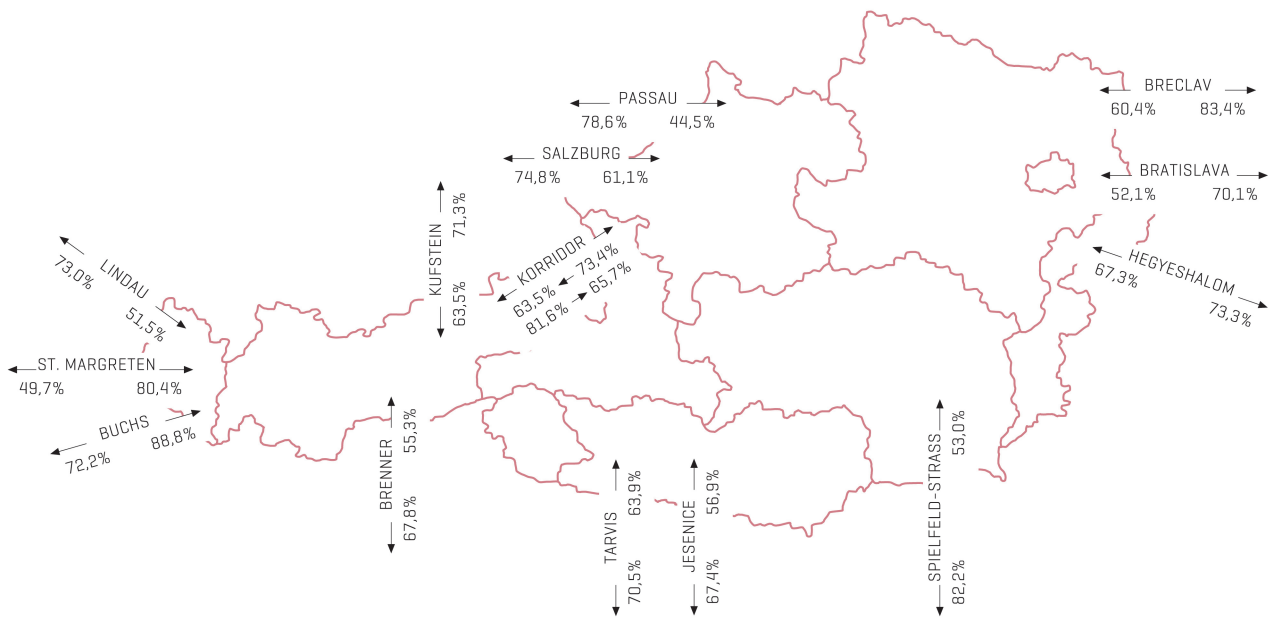 BRECLAV
60,4% 83,4%
PASSAU
78,6% 44,5%
SALZBURG
74,8% 61,1%
BRATISLAVA
52,1% 70,1%
KUFSTEIN
71,3%
63,5%
KORRIDOR
63,5% 73,4%
81,6% 65,7%
HEGYESHALOM
67,3%
73,3%
LINDAU
73,0%
51,5%
ST. MARGRETEN
49,7% 80,4%
BUCHS
72,2% 88,8%
BRENNER
55,3%
67,8%
TARVIS
63,9%
70,5%
JESENICE
56,9%
67,4%
SPIELFELD-STRASS
53,0%
82,2%